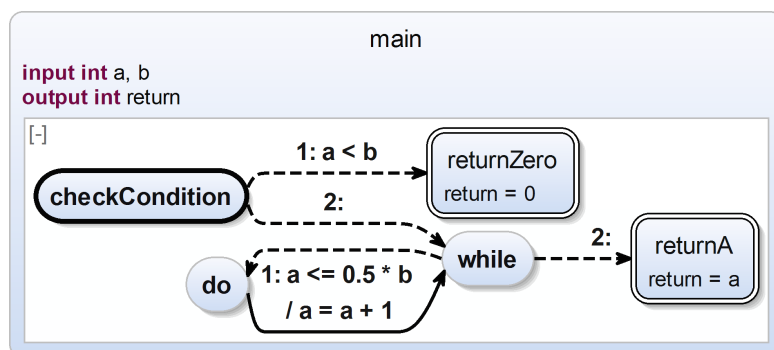 main
input int a, b
output int return
[-]
checkCondition
1: a < b
returnZero
return = 0
2:
while
2:
returnA
return = a
do
1: a <= 0.5 * b
/ a = a + 1